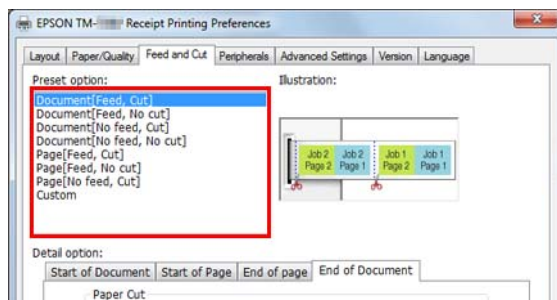 EPSON TM- Receipt Printing Preferences
Layout Paper/Quality Feed and Cut Peripherals Advanced Settings Version Language
Preset option:
Document[Feed, Cut]
Document[Feed, No cut]
Document[No feed, Cut]
Document[No feed, No cut]
Page[Feed, Cut]
Page[Feed, No cut]
Page[No feed, Cut]
Custom
Illustration:
Job 2 Job 2 Job 1 Job 1
Page 2 Page 1 Page 2 Page 1
Detail option:
Start of Document Start of Page End of page End of Document
Paper Cut